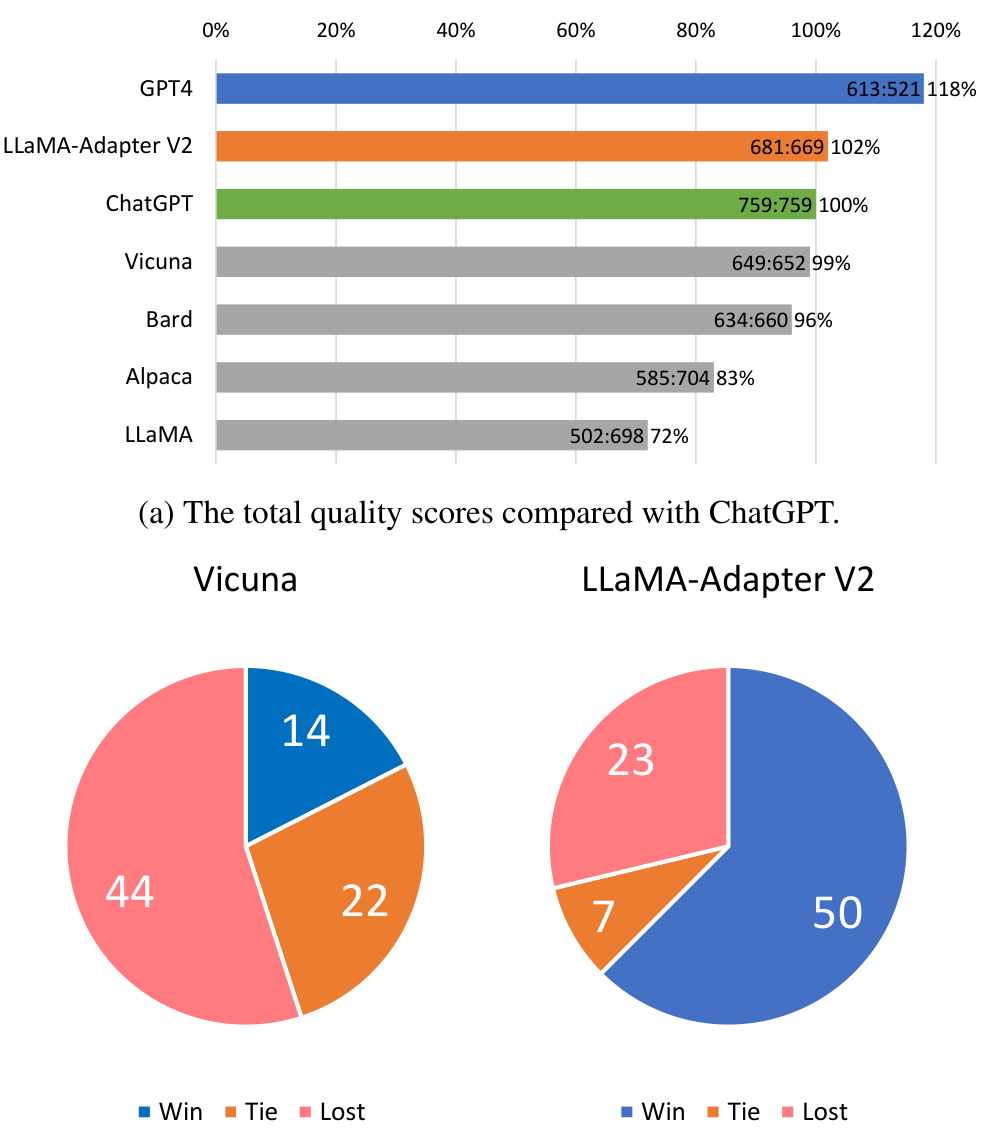 0% 20% 40% 60% 80% 100% 120%
GPT4 613:521 118%
LLaMA-Adapter V2 681:669 102%
ChatGPT 759:759 100%
Vicuna 649:652 99%
Bard 634:660 96%
Alpaca 585:704 83%
LLaMA 502:698 72%
(a) The total quality scores compared with ChatGPT.
Vicuna LLaMA-Adapter V2
14
22
44
23
7
50
Win Tie Lost Win Tie Lost